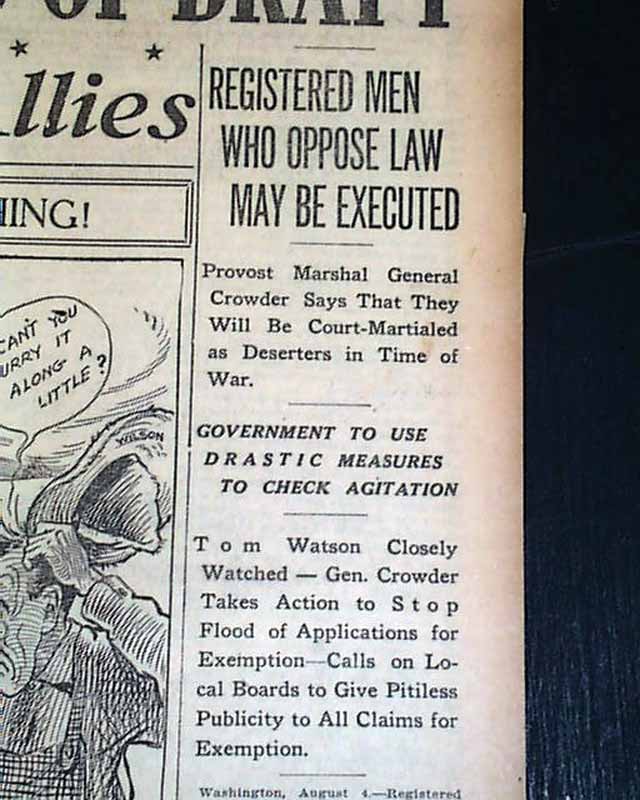 OF DRAFT
llies
HING!
CAN'T YOU
URRY IT
ALONG A
LITTLE?
WILSON
REGISTERED MEN
WHO OPPOSE LAW
MAY BE EXECUTED
Provost Marshal General
Crowder Says That They
Will Be Court-Martialed
as Deserters in Time of
War.
GOVERNMENT TO USE
DRASTIC MEASURES
TO CHECK AGITATION
Tom Watson Closely
Watched — Gen. Crowder
Takes Action to Stop
Flood of Applications for
Exemption—Calls on Lo-
cal Boards to Give Pitiless
Publicity to All Claims for
Exemption.
Washington, August 4.—Registered